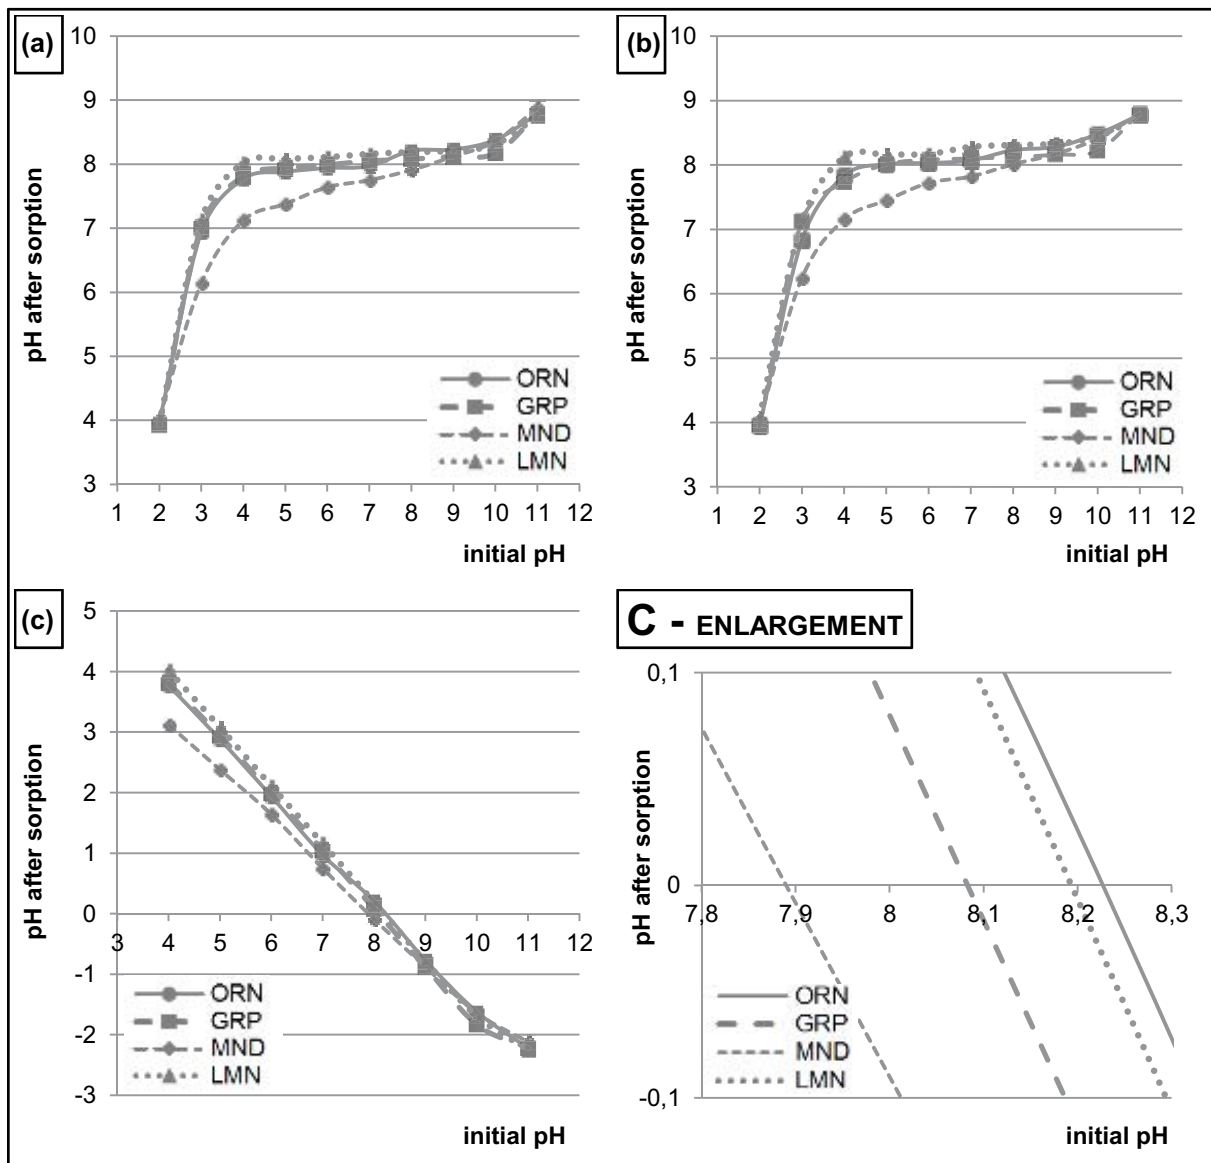 (a)
10
9
8
7
6
5
4
3
pH after sorption
ORN
GRP
MND
LMN
1 2 3 4 5 6 7 8 9 10 11 12
initial pH
(b)
10
9
8
7
6
5
4
3
pH after sorption
ORN
GRP
MND
LMN
1 2 3 4 5 6 7 8 9 10 11 12
initial pH
(c)
5
4
3
2
1
0
-1
-2
-3
pH after sorption
3 4 5 6 7 8 9 10 11 12
ORN
GRP
MND
LMN
initial pH
C - ENLARGEMENT
0,1
0
-0,1
pH after sorption
7,8 7,9 8 8,1 8,2 8,3
ORN
GRP
MND
LMN
initial pH